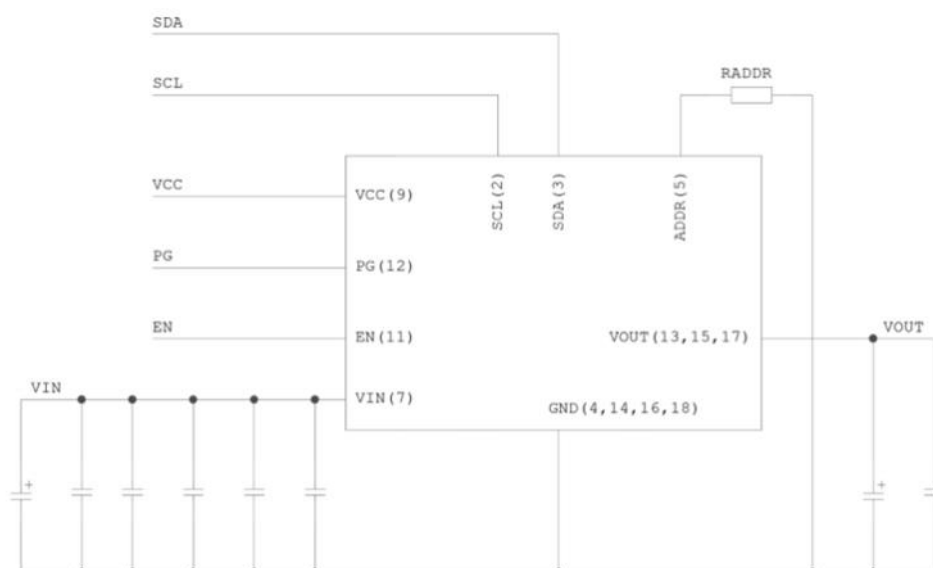 SDA
SCL
RADDR
VCC
PG
EN
VIN
VCC(9)
PG(12)
EN(11)
VIN(7)
SCL(2)
SDA(3)
ADDR(5)
VOUT(13,15,17)
GND(4,14,16,18)
VOUT
+
+